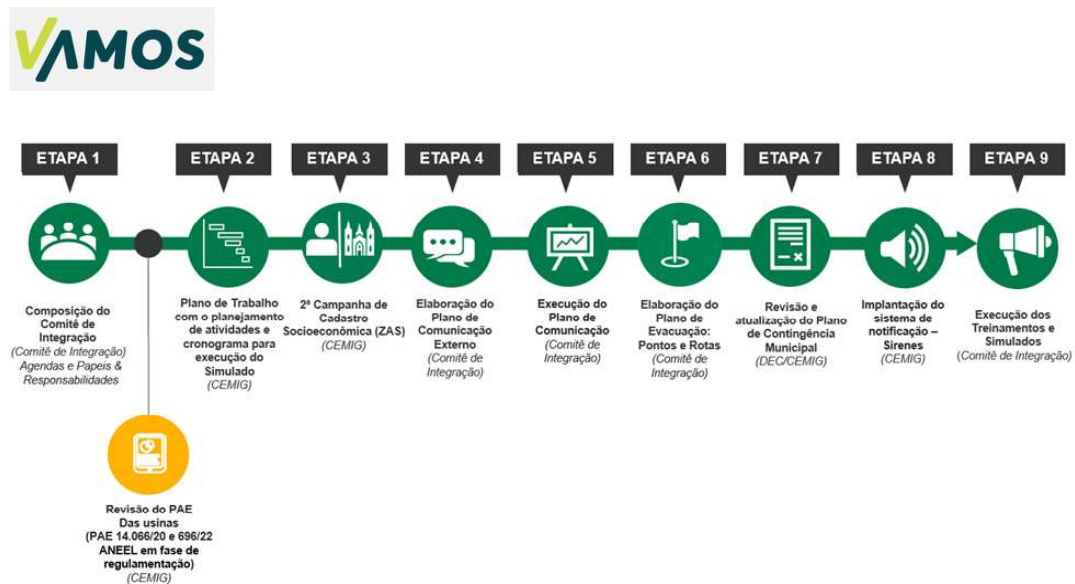 VAMOS
ETAPA 1
ETAPA 2
ETAPA 3
ETAPA 4
ETAPA 5
ETAPA 6
ETAPA 7
ETAPA 8
ETAPA 9
Composição do
Comitê de
Integração
(Comitê de Integração)
Agendas e Papeis &
Responsabilidades
Plano de Trabalho
com o planejamento
de atividades e
cronograma para
execução do
Simulado
(CEMIG)
2ª Campanha de
Cadastro
Socioeconômica (ZAS)
(CEMIG)
Elaboração do
Plano de
Comunicação
Externo
(Comitê de
Integração)
Execução do
Plano de
Comunicação
(Comitê de
Integração)
Elaboração do
Plano de
Evacuação:
Pontos e Rotas
(Comitê de
Integração)
Revisão e
atualização do Plano
de Contingência
Municipal
(DEC/CEMIG)
Implantação do
sistema de
notificação –
Sirenes
(CEMIG)
Execução dos
Treinamentos e
Simulados
(Comitê de Integração)
Revisão do PAE
Das usinas
(PAE 14.066/20 e 696/22
ANEEL em fase de
regulamentação)
(CEMIG)